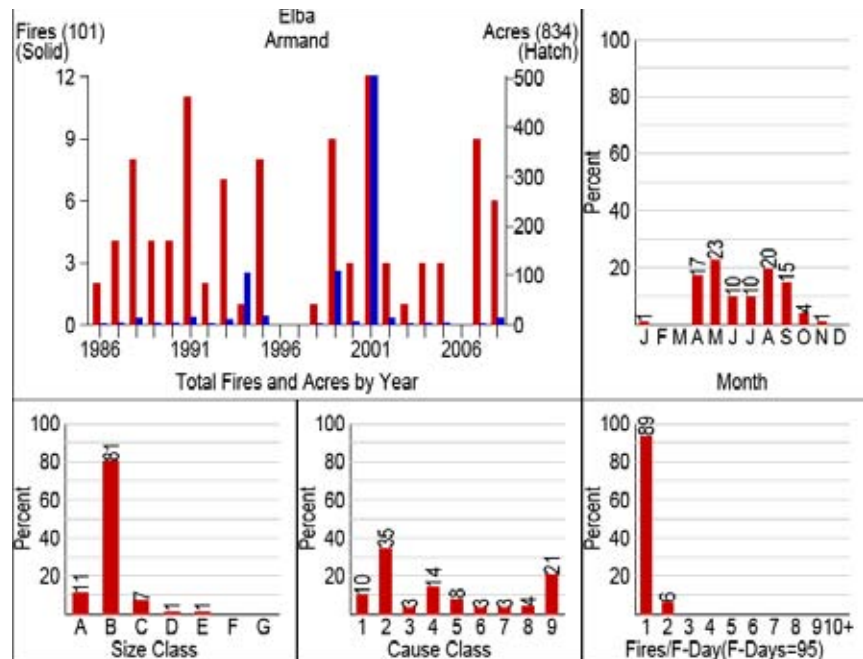 Elba
Armand
Fires (101)
(Solid)
Acres (834)
(Hatch)
12
9
6
3
0
500
400
300
200
100
0
1986 1991 1996 2001 2006
Total Fires and Acres by Year
100
80
60
40
20
Percent
1 17 23 10 10 20 15 4 1
J F M A M J J A S O N D
Month
100
80
60
40
20
Percent
11 81 7 1 1
A B C D E F G
Size Class
100
80
60
40
20
Percent
10 35 3 14 8 3 3 4 21
1 2 3 4 5 6 7 8 9
Cause Class
100
80
60
40
20
Percent
89 6
1 2 3 4 5 6 7 8 9 10+
Fires/F-Day(F-Days=95)